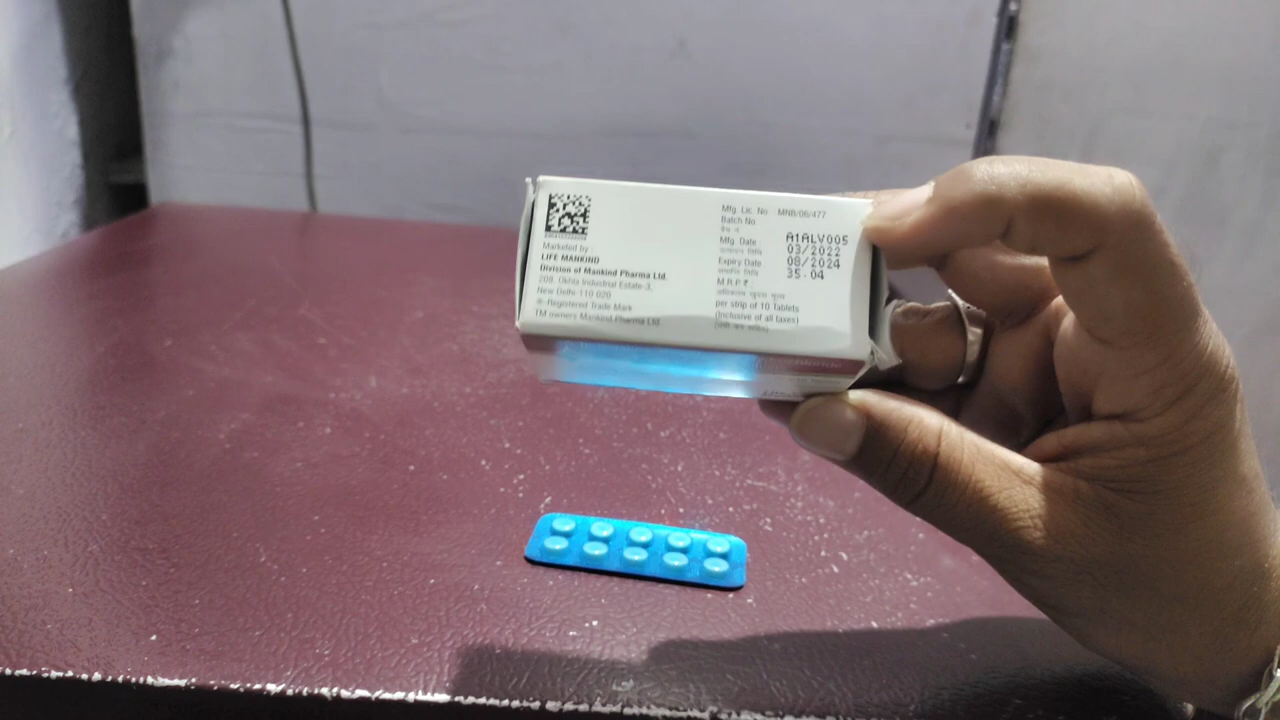 Marketed by :
LIFE MANKIND
Division of Mankind Pharma Ltd.
208, Okhla Industrial Estate-3,
New Delhi-110 020
®-Registered Trade Mark
TM owners Mankind Pharma Ltd.
Mfg. Lic. No MNB/06/477
Batch No.
बैच नं
A1ALV005
Mfg. Date : 03/2022
Expiry Date : 08/2024
35.04
M.R.P.₹
per strip of 10 Tablets
(Inclusive of all taxes)